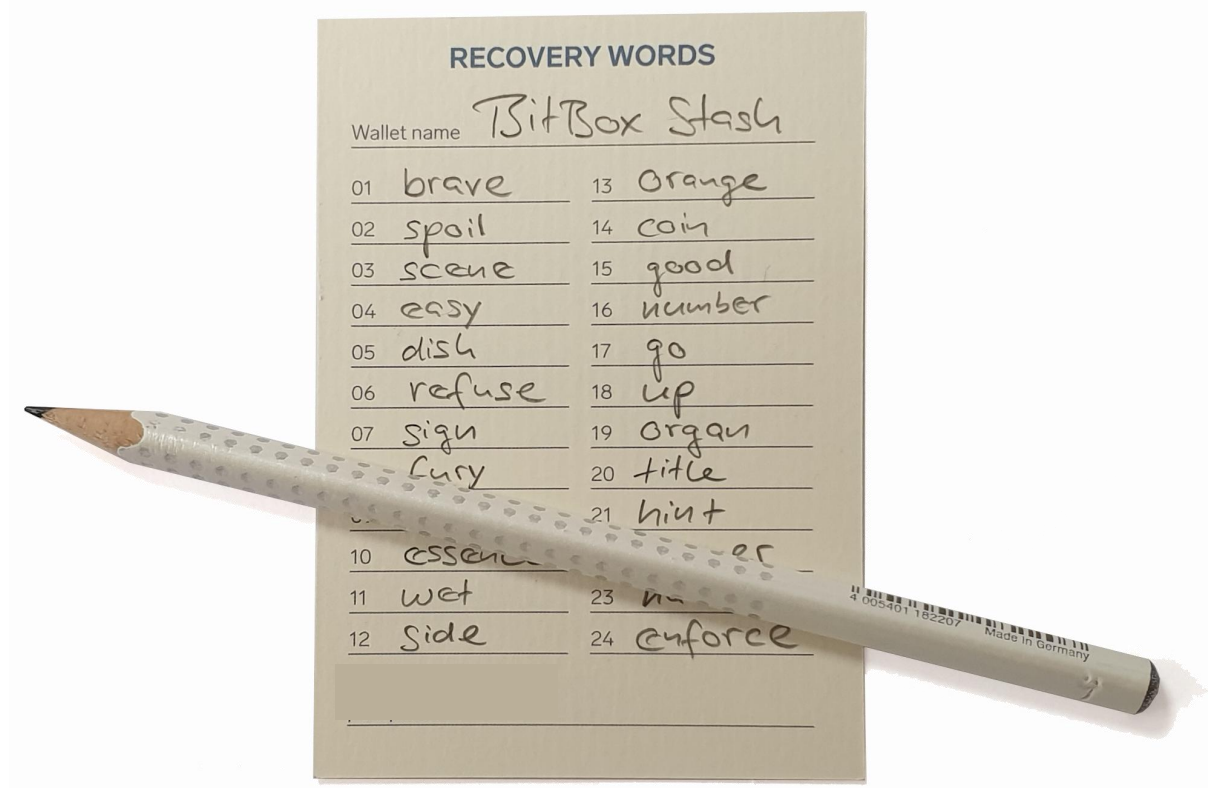 RECOVERY WORDS
Wallet name BitBox Stash
01 brave
02 spoil
03 scene
04 easy
05 dish
06 refuse
07 sign
fury
10
11 wet
12 side
13 orange
14 coin
15 good
16 number
17 go
18 up
19 organ
20 title
21 hint
23
24 enforce
4 005401 182207 Made in Germany